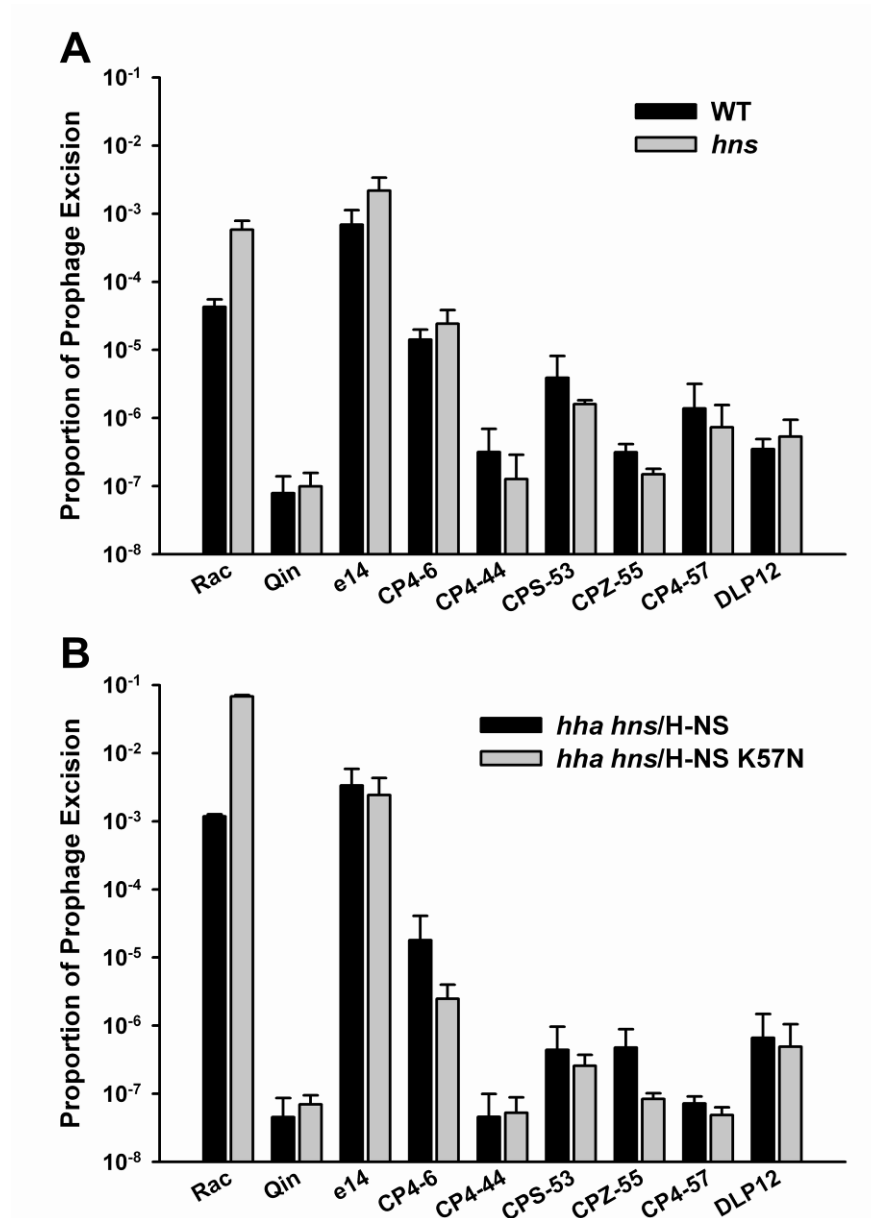 A
Proportion of Prophage Excision
10-1
10-2
10-3
10-4
10-5
10-6
10-7
10-8
WT
hns
Rac
Qin
e14
CP4-6
CP4-44
CPS-53
CPZ-55
CP4-57
DLP12
B
Proportion of Prophage Excision
10-1
10-2
10-3
10-4
10-5
10-6
10-7
10-8
hha hns/H-NS
hha hns/H-NS K57N
Rac
Qin
e14
CP4-6
CP4-44
CPS-53
CPZ-55
CP4-57
DLP12